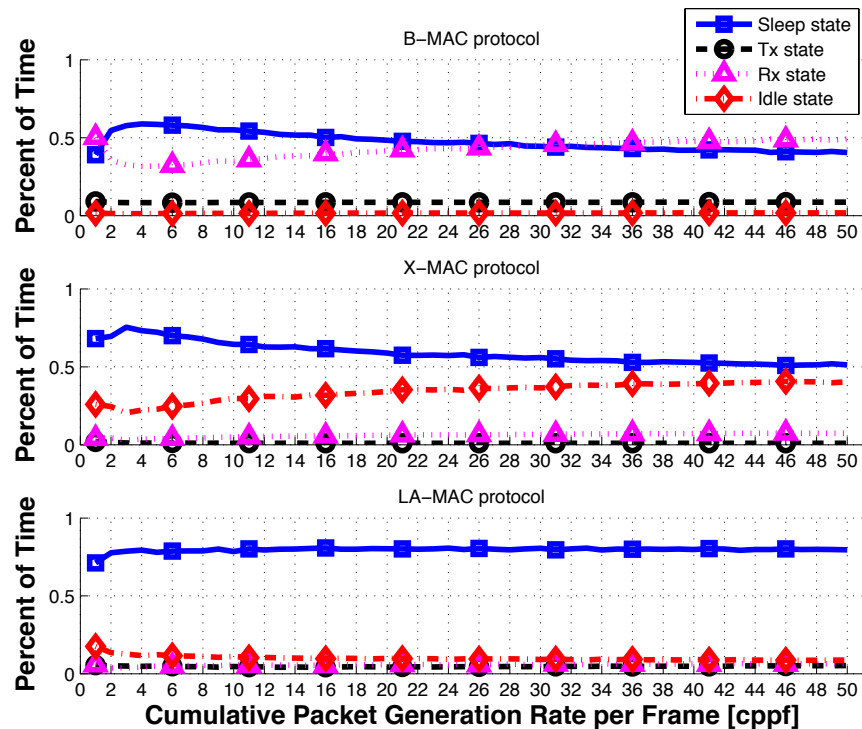 B-MAC protocol
Sleep state
Tx state
Rx state
Idle state
Percent of Time
1
0.5
0
0 2 4 6 8 10 12 14 16 18 20 22 24 26 28 30 32 34 36 38 40 42 44 46 48 50
X-MAC protocol
Percent of Time
1
0.5
0
0 2 4 6 8 10 12 14 16 18 20 22 24 26 28 30 32 34 36 38 40 42 44 46 48 50
LA-MAC protocol
Percent of Time
1
0.5
0
0 2 4 6 8 10 12 14 16 18 20 22 24 26 28 30 32 34 36 38 40 42 44 46 48 50
Cumulative Packet Generation Rate per Frame [cppf]